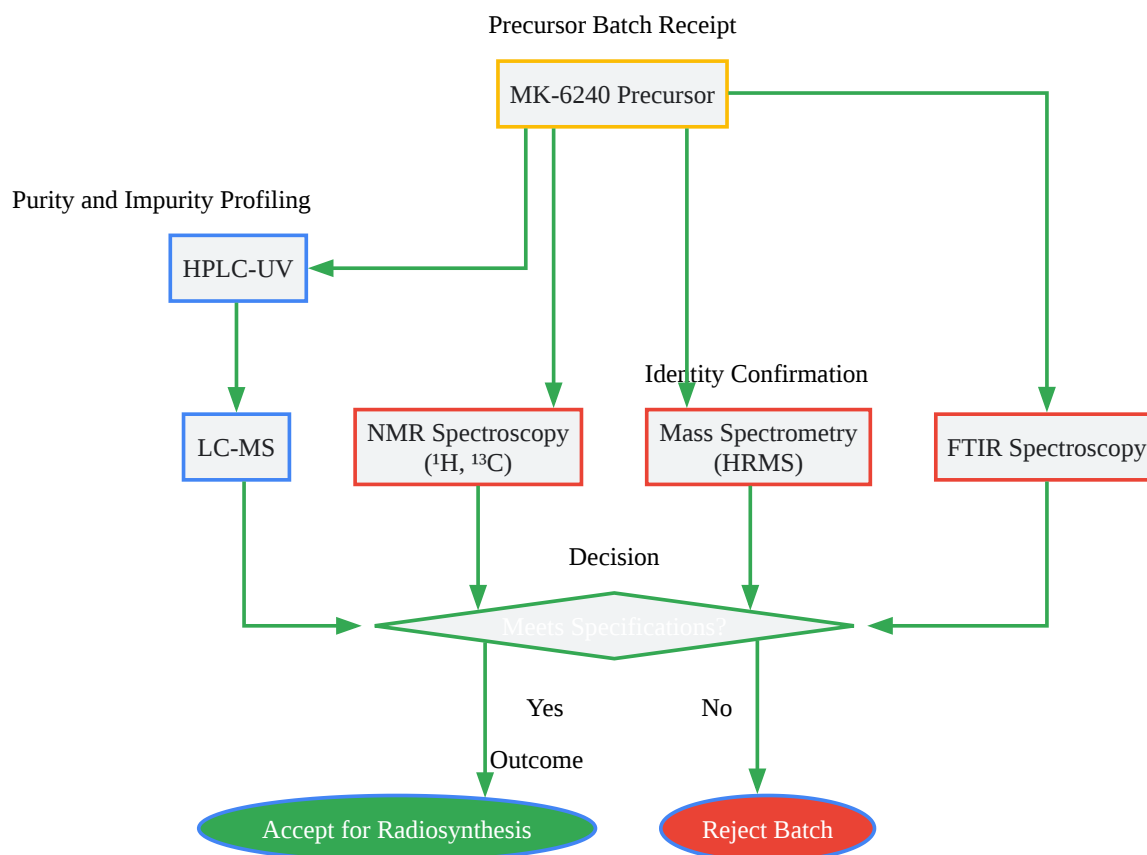 Precursor Batch Receipt
MK-6240 Precursor
Purity and Impurity Profiling
HPLC-UV
Identity Confirmation
LC-MS
NMR Spectroscopy
(¹H, ¹³C)
Mass Spectrometry
(HRMS)
FTIR Spectroscopy
Decision
Meets Specifications?
Yes
No
Outcome
Accept for Radiosynthesis
Reject Batch